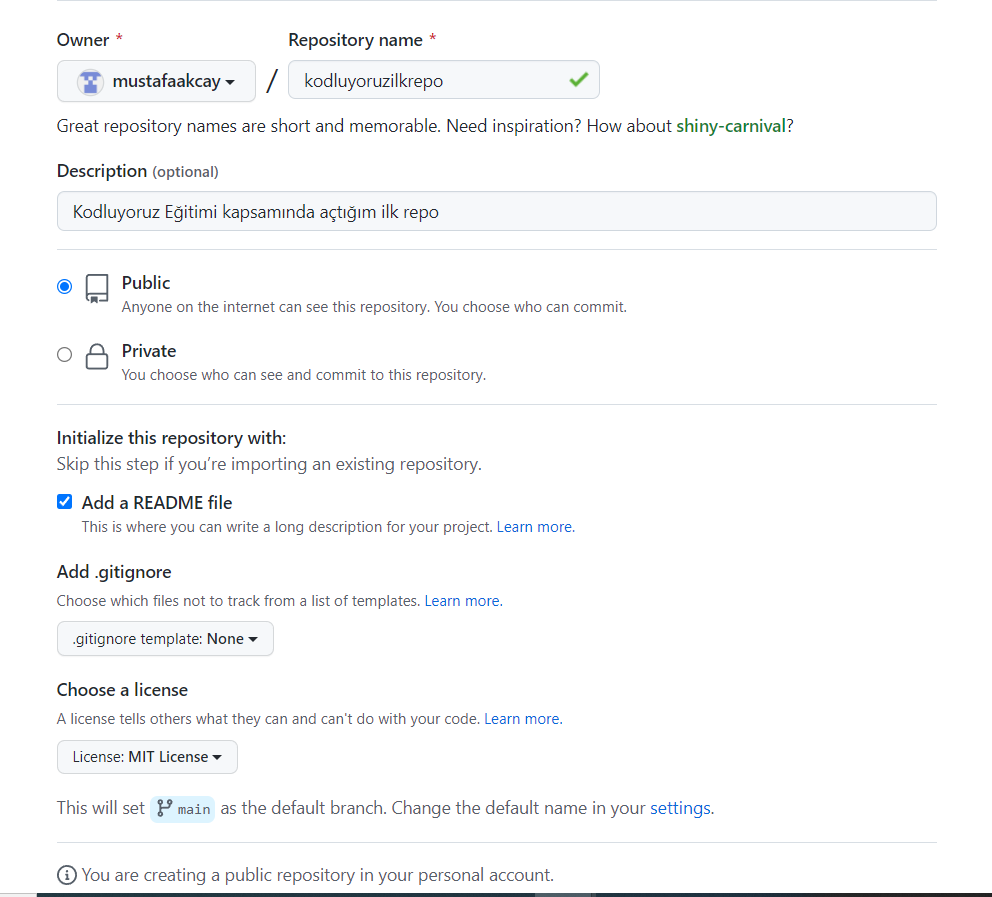 Owner * Repository name *
mustafaakcay / kodluyoruzilkrepo
Great repository names are short and memorable. Need inspiration? How about shiny-carnival?
Description (optional)
Kodluyoruz Eğitimi kapsamında açtığım ilk repo
Public
Anyone on the internet can see this repository. You choose who can commit.
Private
You choose who can see and commit to this repository.
Initialize this repository with:
Skip this step if you’re importing an existing repository.
Add a README file
This is where you can write a long description for your project. Learn more.
Add .gitignore
Choose which files not to track from a list of templates. Learn more.
.gitignore template: None
Choose a license
A license tells others what they can and can't do with your code. Learn more.
License: MIT License
This will set main as the default branch. Change the default name in your settings.
You are creating a public repository in your personal account.